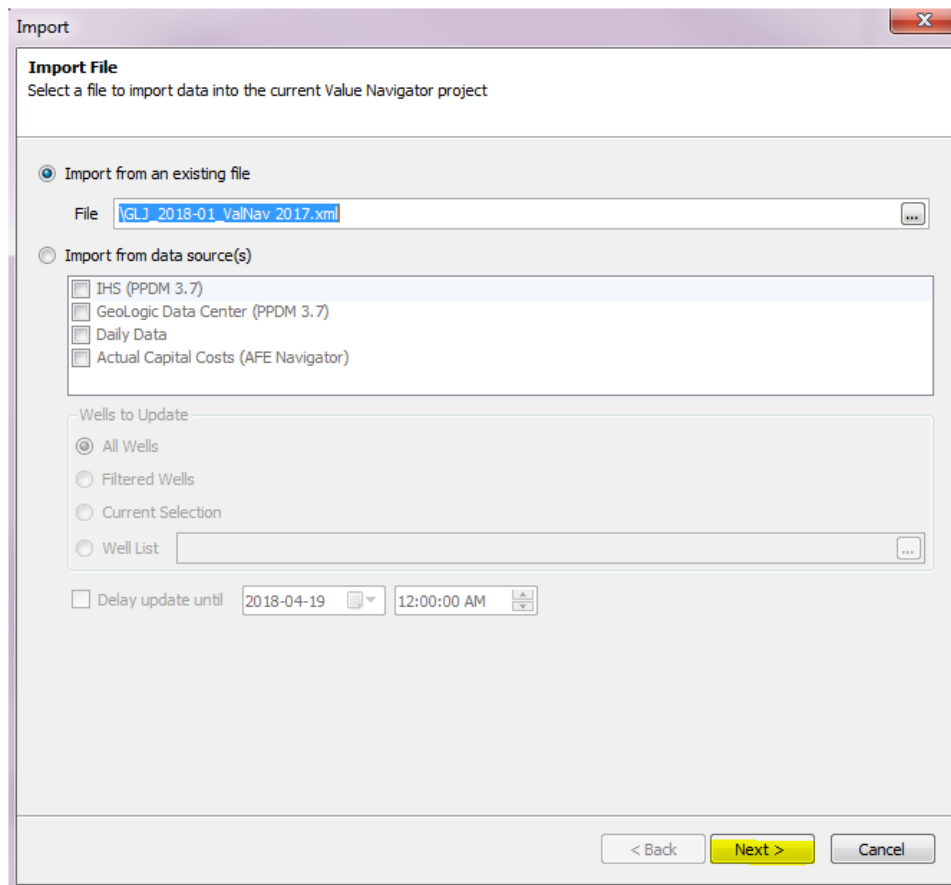 Import
Import File
Select a file to import data into the current Value Navigator project
Import from an existing file
File \GLJ_2018-01_ValNav 2017.xml ...
Import from data source(s)
IHS (PPDM 3.7)
GeoLogic Data Center (PPDM 3.7)
Daily Data
Actual Capital Costs (AFE Navigator)
Wells to Update
All Wells
Filtered Wells
Current Selection
Well List ...
Delay update until 2018-04-19 12:00:00 AM
< Back Next > Cancel